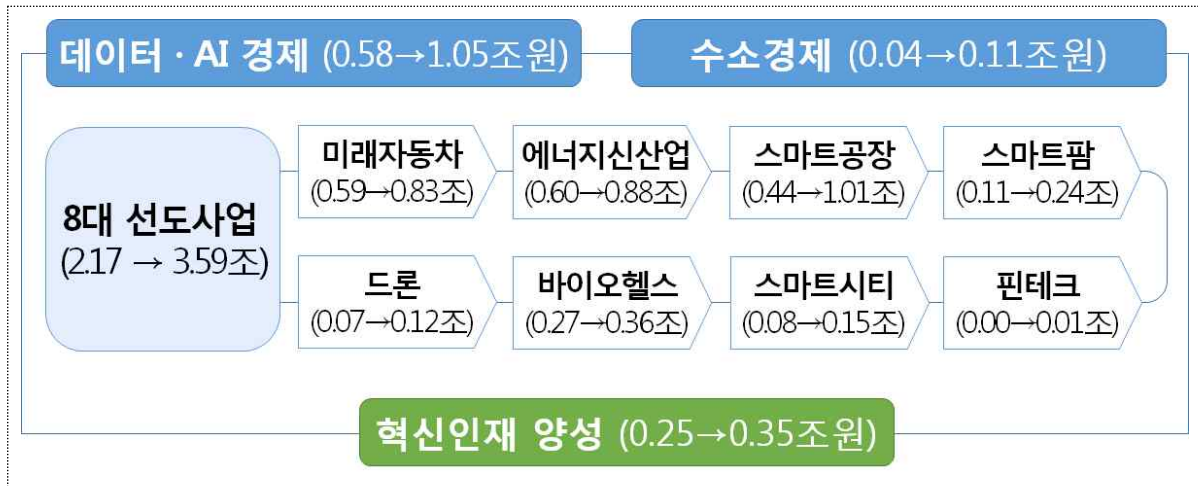 데이터 · AI 경제 (0.58→1.05조원)
수소경제 (0.04→0.11조원)
8대 선도사업
(2.17 → 3.59조)
미래자동차
(0.59→0.83조)
에너지신산업
(0.60→0.88조)
스마트공장
(0.44→1.01조)
스마트팜
(0.11→0.24조)
드론
(0.07→0.12조)
바이오헬스
(0.27→0.36조)
스마트시티
(0.08→0.15조)
핀테크
(0.00→0.01조)
혁신인재 양성 (0.25→0.35조원)